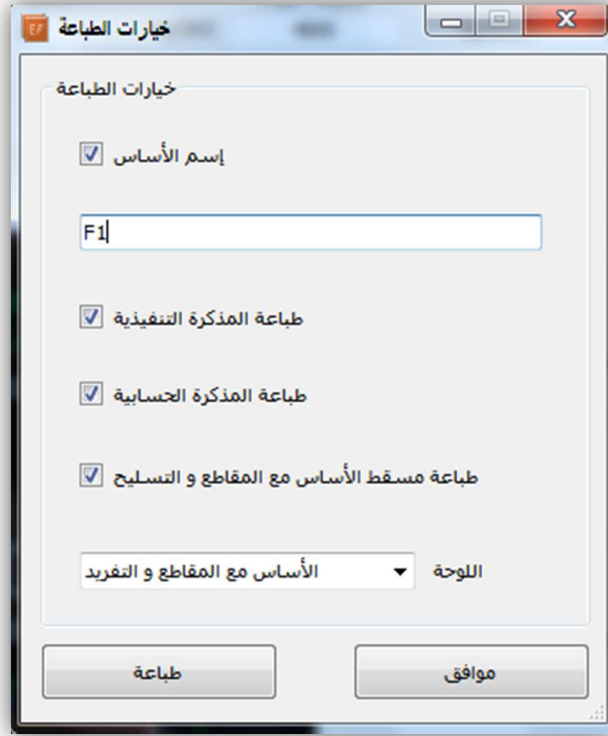 خيارات الطباعة
خيارات الطباعة
إسم الأساس
F1
طباعة المذكرة التنفيذية
طباعة المذكرة الحسابية
طباعة مسقط الأساس مع المقاطع و التسليح
اللوحة الأساس مع المقاطع و التفريد
موافق طباعة